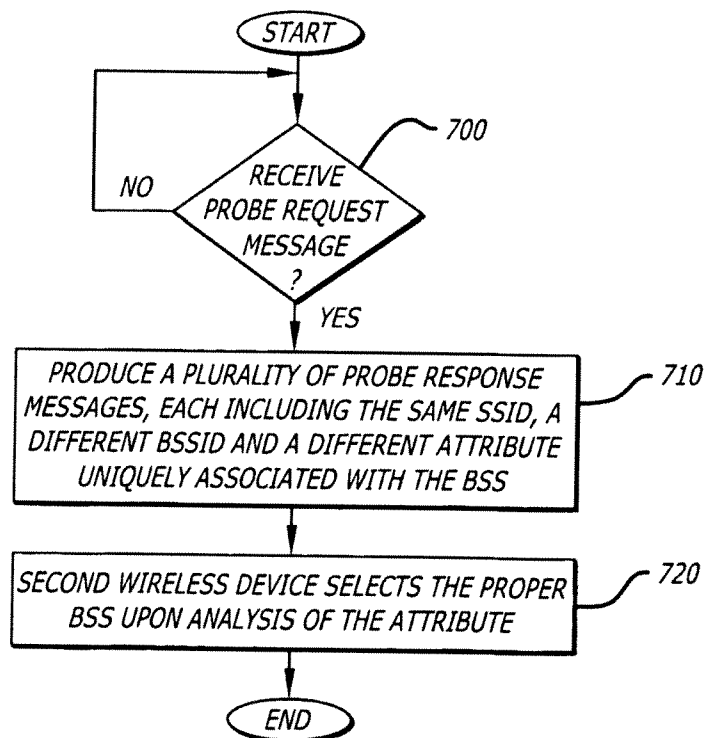 START
700
NO
RECEIVE
PROBE REQUEST
MESSAGE
?
YES
710
PRODUCE A PLURALITY OF PROBE RESPONSE
MESSAGES, EACH INCLUDING THE SAME SSID, A
DIFFERENT BSSID AND A DIFFERENT ATTRIBUTE
UNIQUELY ASSOCIATED WITH THE BSS
720
SECOND WIRELESS DEVICE SELECTS THE PROPER
BSS UPON ANALYSIS OF THE ATTRIBUTE
END